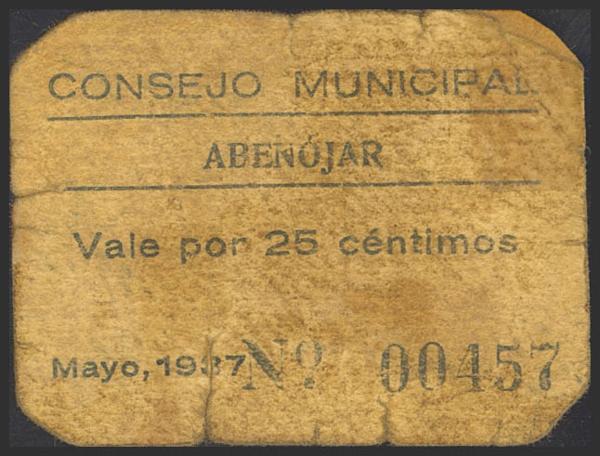 CONSEJO MUNICIPAL
ABENÓJAR
Vale por 25 céntimos
Mayo, 1937 Nº 00457